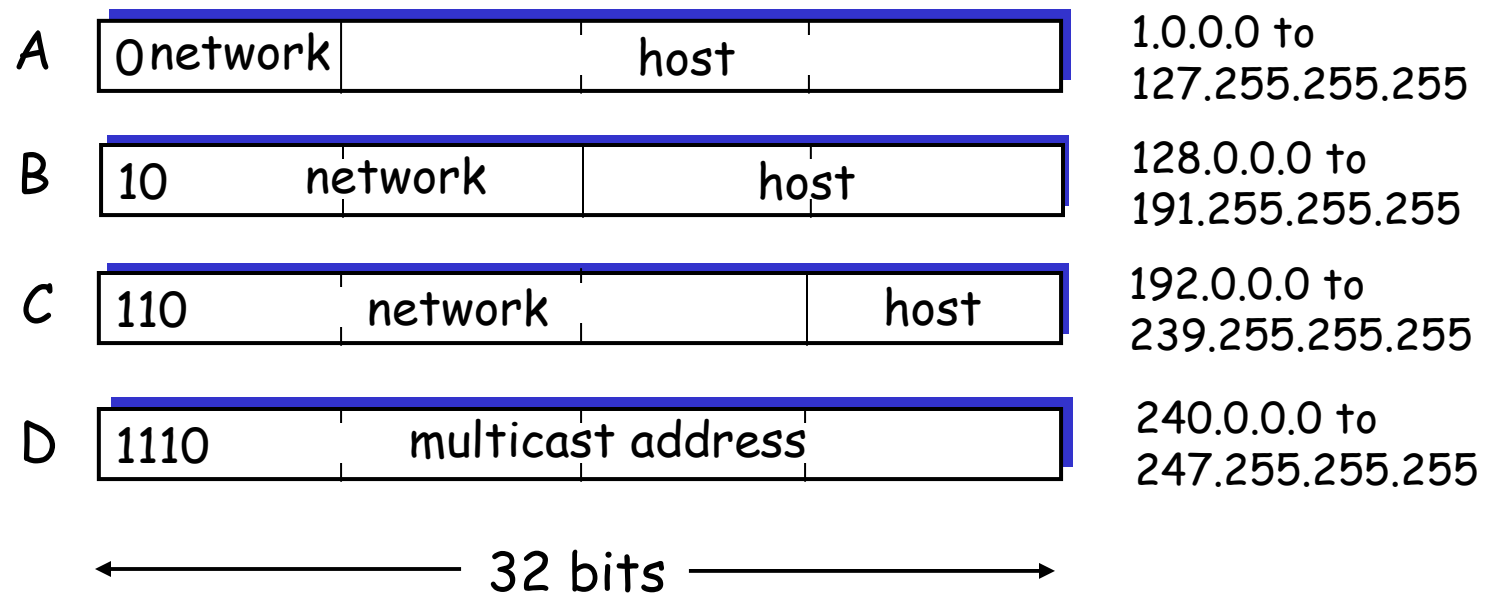 A 0 network host 1.0.0.0 to
127.255.255.255
B 10 network host 128.0.0.0 to
191.255.255.255
C 110 network host 192.0.0.0 to
239.255.255.255
D 1110 multicast address 240.0.0.0 to
247.255.255.255
32 bits